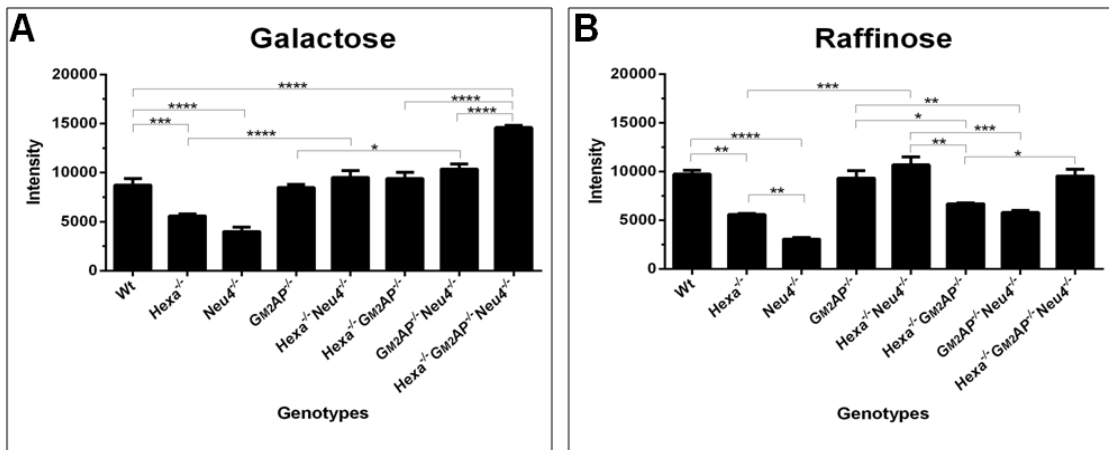 A
Galactose
20000
15000
10000
5000
0
Intensity
****
****
****
***
****
****
*
Wt
Hexa-/-
Neu4-/-
GM2AP-/-
Hexa-/-Neu4-/-
Hexa-/-GM2AP-/-
GM2AP-/-Neu4-/-
Hexa-/-GM2AP-/-Neu4-/-
Genotypes
B
Raffinose
20000
15000
10000
5000
0
Intensity
***
**
*
****
***
**
**
*
**
Wt
Hexa-/-
Neu4-/-
GM2AP-/-
Hexa-/-Neu4-/-
Hexa-/-GM2AP-/-
GM2AP-/-Neu4-/-
Hexa-/-GM2AP-/-Neu4-/-
Genotypes